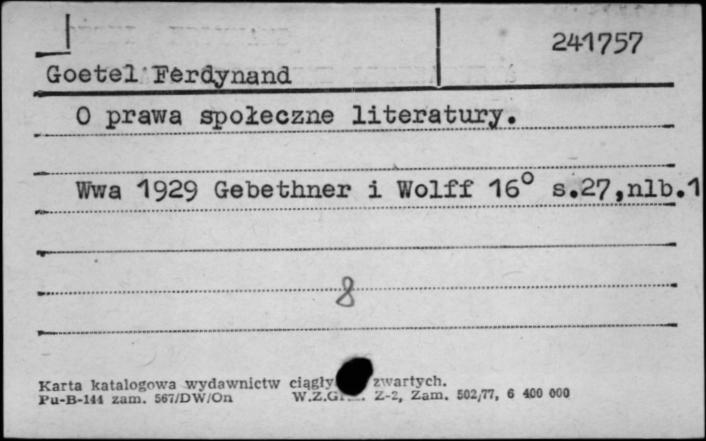 241757
Goetel Ferdynand
O prawa społeczne literatury.
Wwa 1929 Gebethner i Wolff 16° s.27,nlb.1
8
Karta katalogowa wydawnictw ciągły zwartych.
Pu-B-144 zam. 567/DW/On W.Z.Gr Z-2, Zam. 502/77, 6 400 000